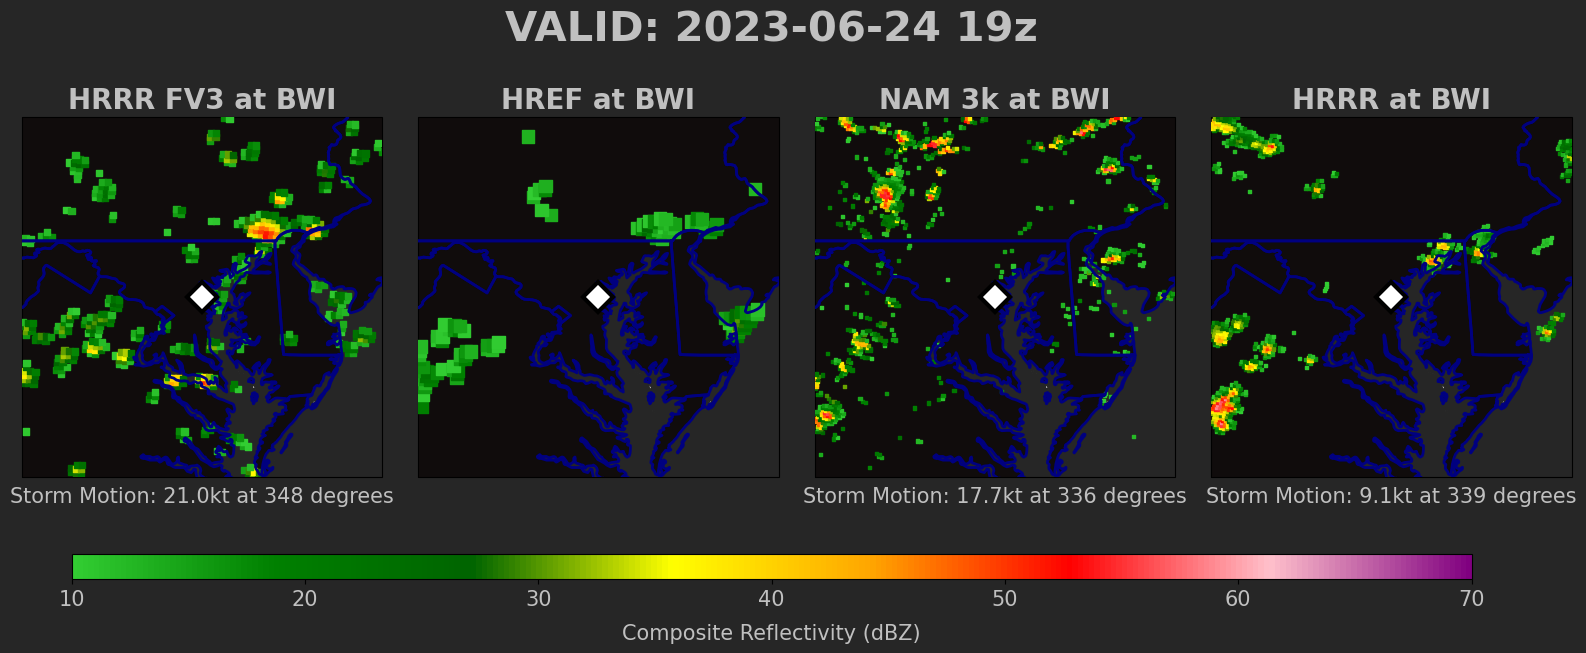 VALID: 2023-06-24 19z
HRRR FV3 at BWI
HREF at BWI
NAM 3k at BWI
HRRR at BWI
Storm Motion: 21.0kt at 348 degrees
Storm Motion: 17.7kt at 336 degrees
Storm Motion: 9.1kt at 339 degrees
10 20 30 40 50 60 70
Composite Reflectivity (dBZ)